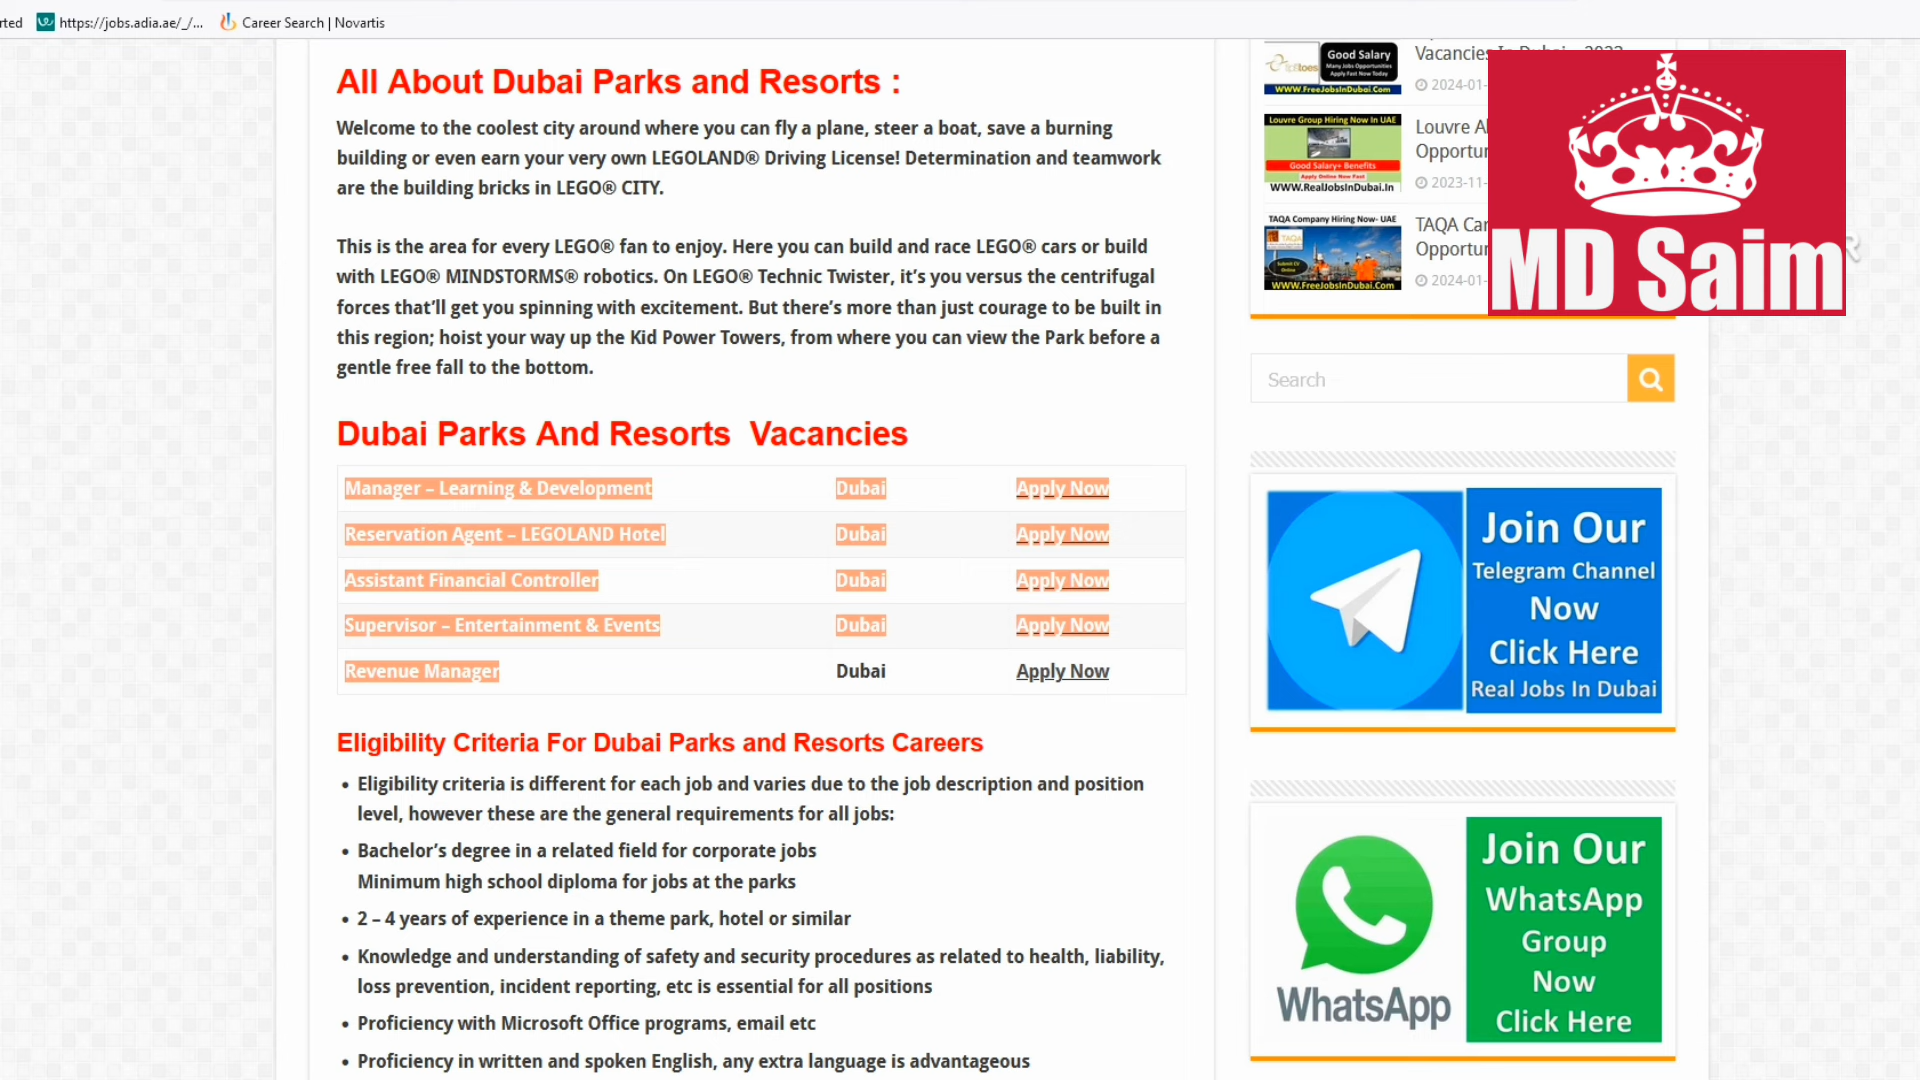 rted
https://jobs.adia.ae/_/...
Career Search | Novartis
All About Dubai Parks and Resorts :
Welcome to the coolest city around where you can fly a plane, steer a boat, save a burning
building or even earn your very own LEGOLAND® Driving License! Determination and teamwork
are the building bricks in LEGO® CITY.
This is the area for every LEGO® fan to enjoy. Here you can build and race LEGO® cars or build
with LEGO® MINDSTORMS® robotics. On LEGO® Technic Twister, it’s you versus the centrifugal
forces that’ll get you spinning with excitement. But there’s more than just courage to be built in
this region; hoist your way up the Kid Power Towers, from where you can view the Park before a
gentle free fall to the bottom.
Dubai Parks And Resorts Vacancies
Manager – Learning & Development Dubai Apply Now
Reservation Agent – LEGOLAND Hotel Dubai Apply Now
Assistant Financial Controller Dubai Apply Now
Supervisor – Entertainment & Events Dubai Apply Now
Revenue Manager Dubai Apply Now
Eligibility Criteria For Dubai Parks and Resorts Careers
• Eligibility criteria is different for each job and varies due to the job description and position
level, however these are the general requirements for all jobs:
• Bachelor’s degree in a related field for corporate jobs
Minimum high school diploma for jobs at the parks
• 2 – 4 years of experience in a theme park, hotel or similar
• Knowledge and understanding of safety and security procedures as related to health, liability,
loss prevention, incident reporting, etc is essential for all positions
• Proficiency with Microsoft Office programs, email etc
• Proficiency in written and spoken English, any extra language is advantageous
Good Salary
Many Jobs Opportunities
Apply Fast Now Today
WWW.FreeJobsInDubai.Com
Vacancies
2024-01-
Louvre Group Hiring Now In UAE
Good Salary+ Benefits
Apply Online Now Fast
WWW.RealJobsInDubai.In
Louvre A
Opportu
2023-11-
TAQA Company Hiring Now- UAE
TAQA
Submit CV
Online
WWW.FreeJobsInDubai.Com
TAQA Car
Opportu
2024-01-
MD Saim
R
Search
Join Our
Telegram Channel
Now
Click Here
Real Jobs In Dubai
WhatsApp
Join Our
WhatsApp
Group
Now
Click Here